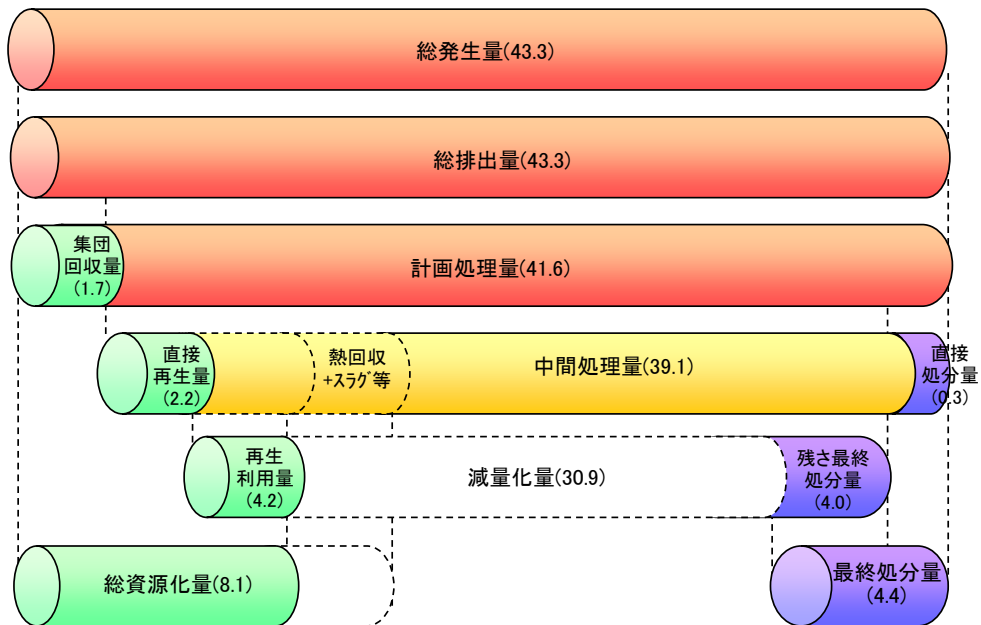 総発生量(43.3)
総排出量(43.3)
集団
回収量
(1.7)
計画処理量(41.6)
直接
再生量
(2.2)
熱回収
+スラグ等
中間処理量(39.1)
直接
処分量
(0.3)
再生
利用量
(4.2)
減量化量(30.9)
残さ最終
処分量
(4.0)
総資源化量(8.1)
最終処分量
(4.4)